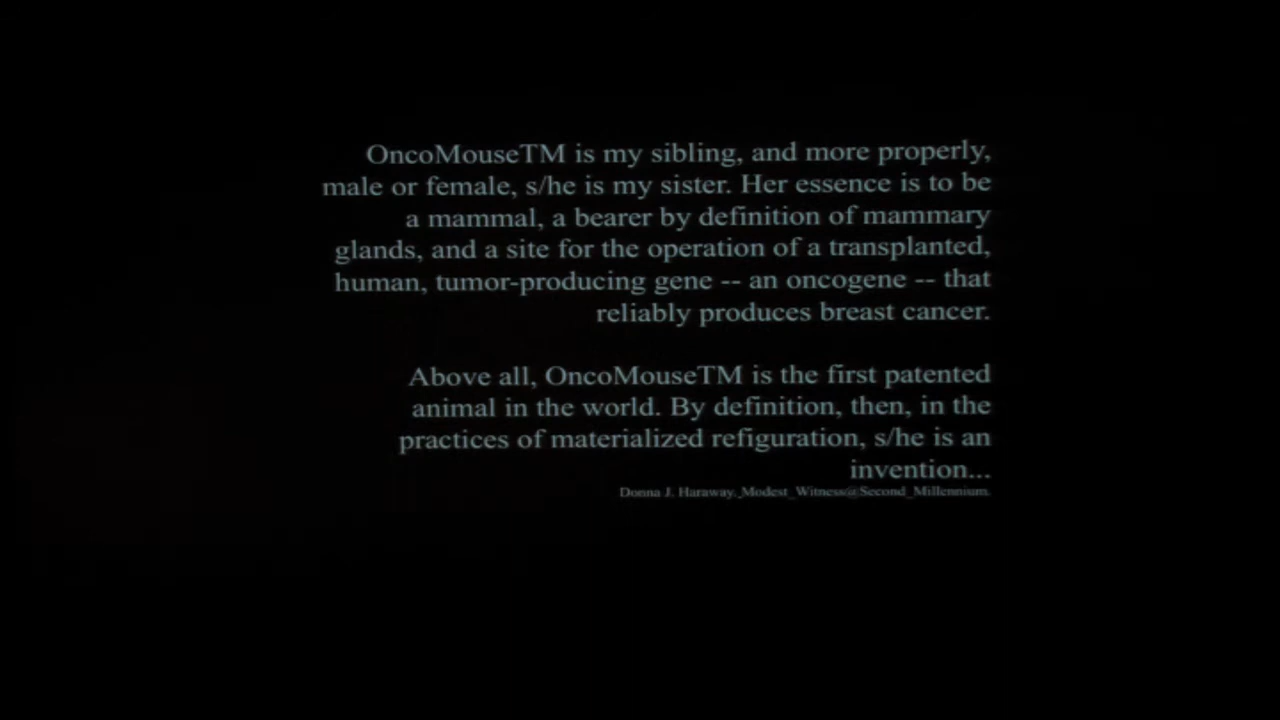 OncoMouseTM is my sibling, and more properly,
male or female, s/he is my sister. Her essence is to be
a mammal, a bearer by definition of mammary
glands, and a site for the operation of a transplanted,
human, tumor-producing gene -- an oncogene -- that
reliably produces breast cancer.
Above all, OncoMouseTM is the first patented
animal in the world. By definition, then, in the
practices of materialized refiguration, s/he is an
invention...
Donna J. Haraway. Modest_Witness@Second_Millennium.